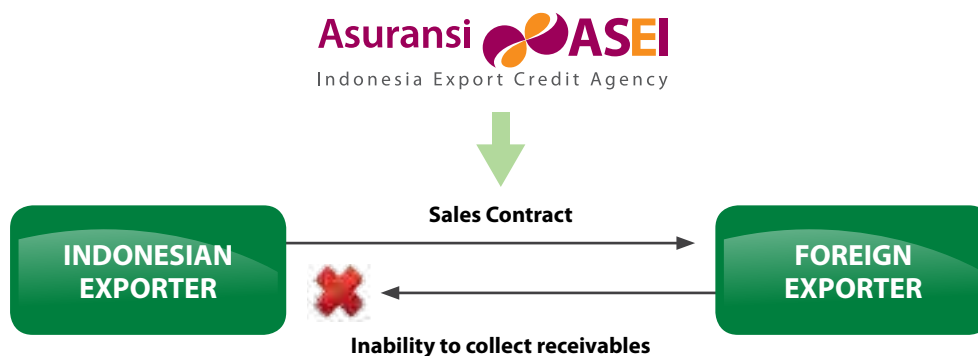 Asuransi ASEI
Indonesia Export Credit Agency
Sales Contract
INDONESIAN
EXPORTER
FOREIGN
EXPORTER
Inability to collect receivables